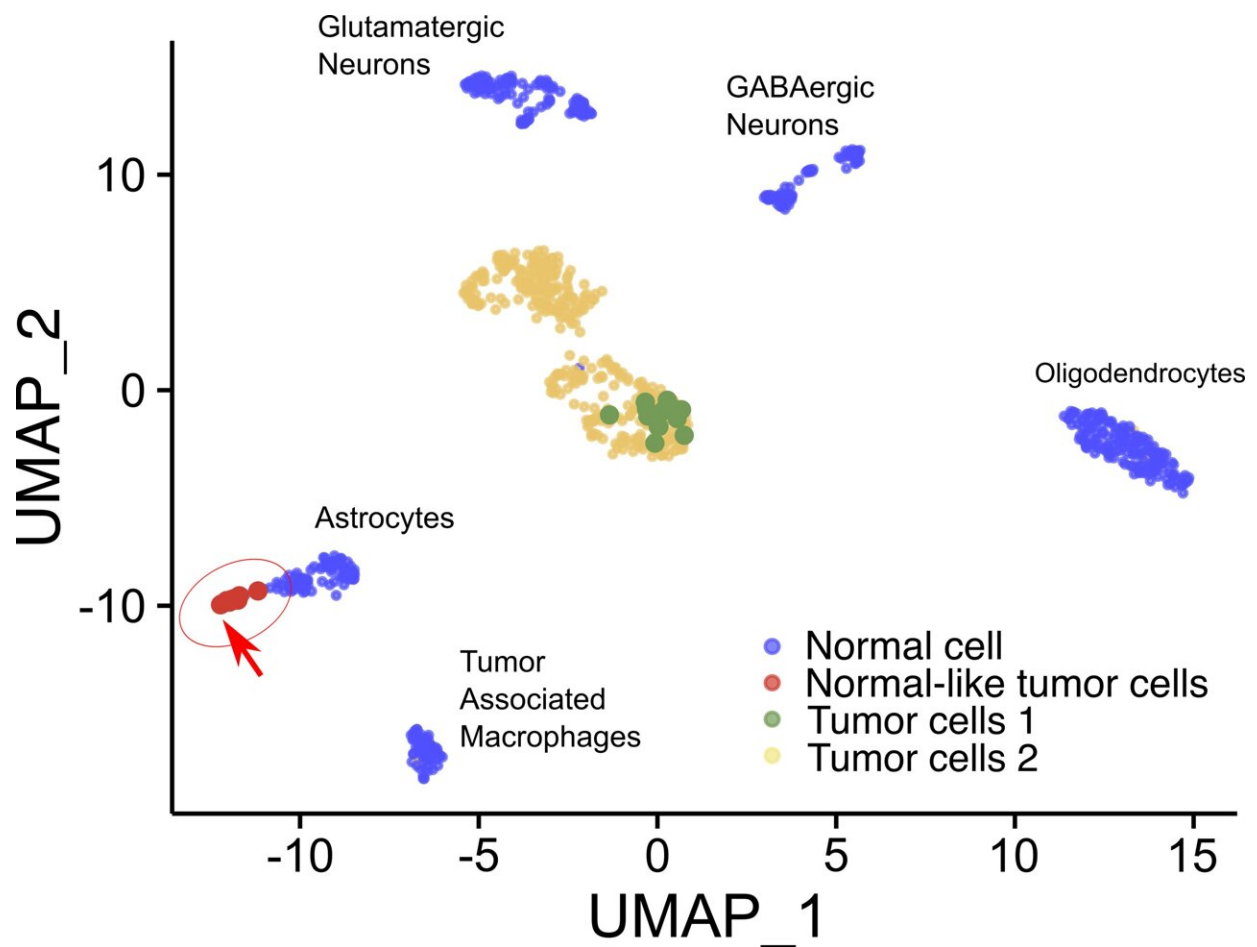 Glutamatergic
Neurons
GABAergic
Neurons
10
0
-10
UMAP_2
Oligodendrocytes
Astrocytes
Tumor
Associated
Macrophages
Normal cell
Normal-like tumor cells
Tumor cells 1
Tumor cells 2
-10 -5 0 5 10 15
UMAP_1